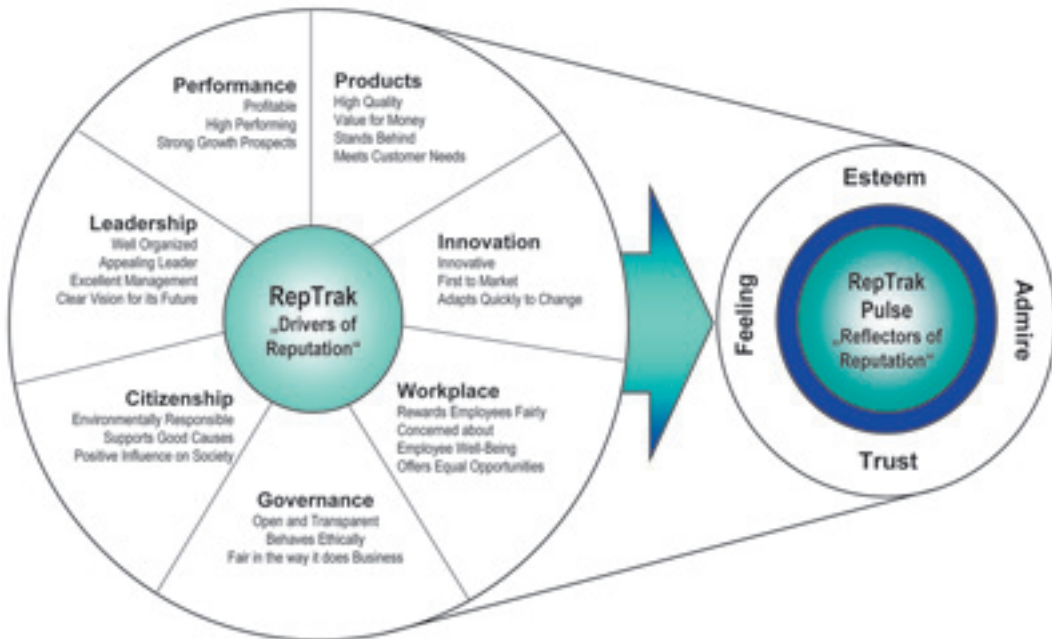 Performance
Profitable
High Performing
Strong Growth Prospects
Products
High Quality
Value for Money
Stands Behind
Meets Customer Needs
Innovation
Innovative
First to Market
Adapts Quickly to Change
Workplace
Rewards Employees Fairly
Concerned about
Employee Well-Being
Offers Equal Opportunities
Governance
Open and Transparent
Behaves Ethically
Fair in the way it does Business
Citizenship
Environmentally Responsible
Supports Good Causes
Positive Influence on Society
Leadership
Well Organized
Appealing Leader
Excellent Management
Clear Vision for its Future
RepTrak
„Drivers of
Reputation“
Esteem
Admire
Trust
Feeling
RepTrak
Pulse
„Reflectors of
Reputation“